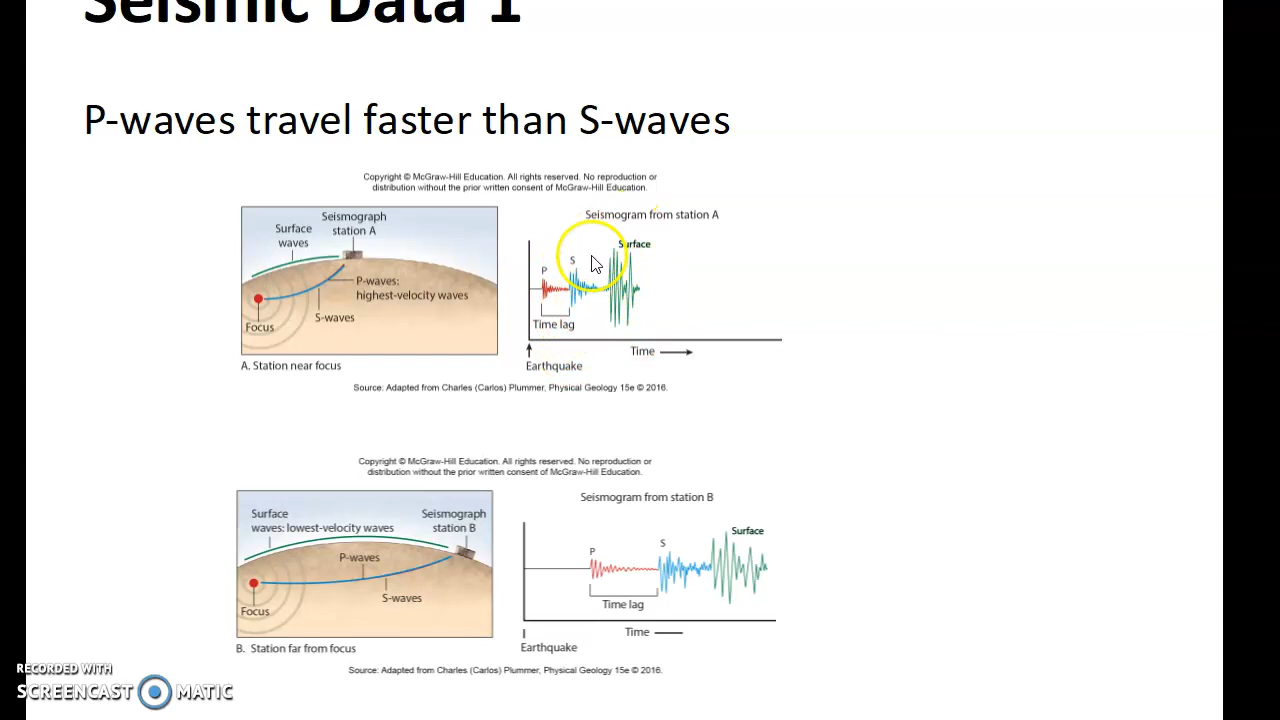 Seismic Data 1
P-waves travel faster than S-waves
Copyright © McGraw-Hill Education. All rights reserved. No reproduction or
distribution without the prior written consent of McGraw-Hill Education.
Seismograph
station A
Surface
waves
P-waves:
highest-velocity waves
S-waves
Focus
A. Station near focus
Seismogram from station A
Surface
S
P
Time lag
Time
Earthquake
Source: Adapted from Charles (Carlos) Plummer, Physical Geology 15e © 2016.
Copyright © McGraw-Hill Education. All rights reserved. No reproduction or
distribution without the prior written consent of McGraw-Hill Education.
Surface
waves: lowest-velocity waves
Seismograph
station B
P-waves
S-waves
Focus
B. Station far from focus
Seismogram from station B
Surface
S
P
Time lag
Time
Earthquake
Source: Adapted from Charles (Carlos) Plummer, Physical Geology 15e © 2016.
RECORDED WITH
SCREENCAST MATIC